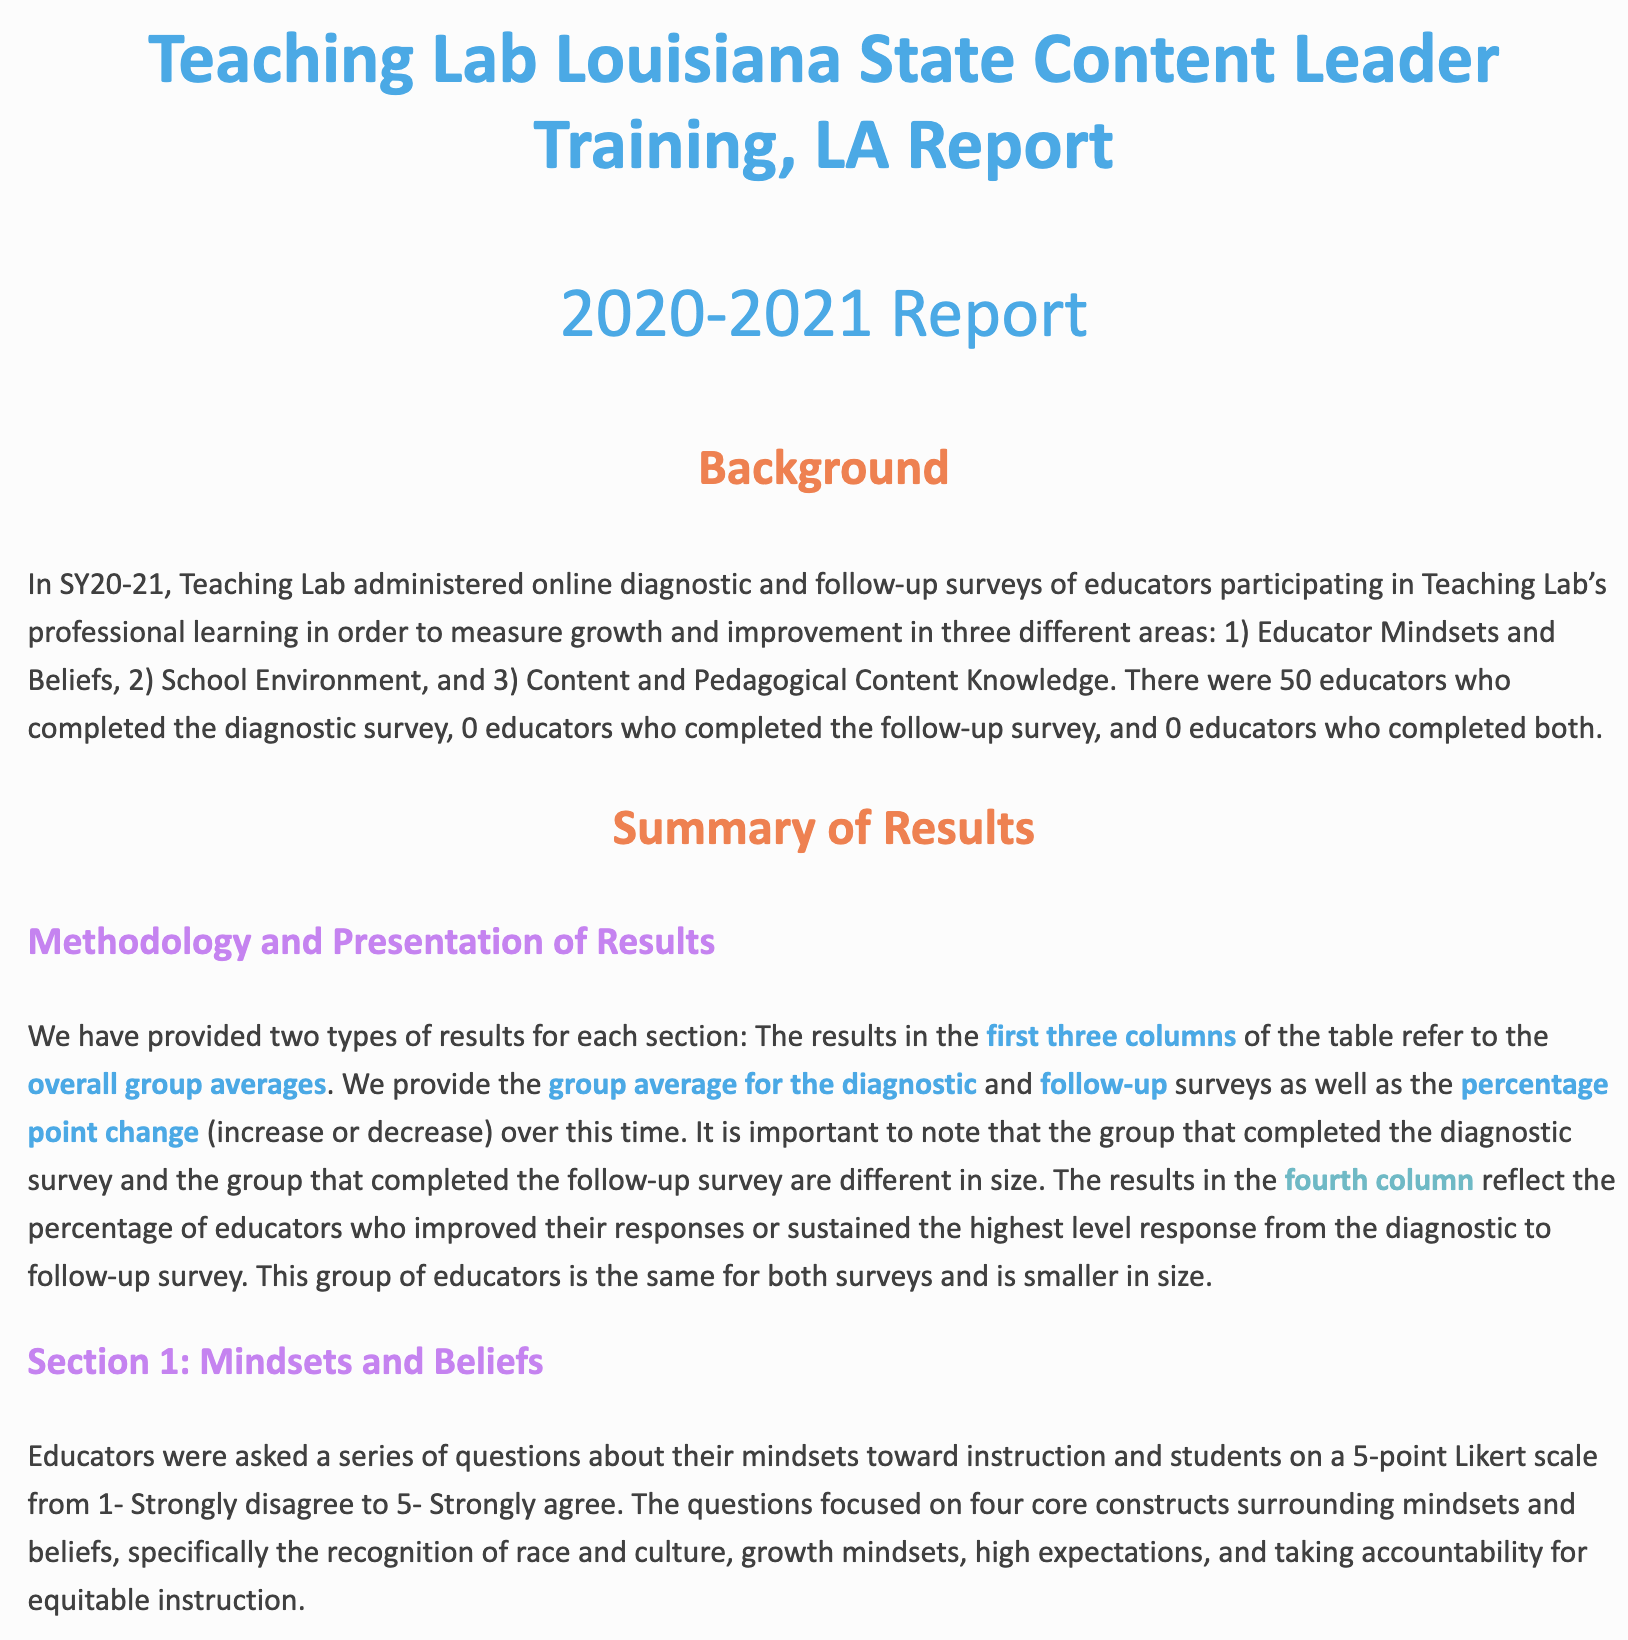 Teaching Lab Louisiana State Content Leader
Training, LA Report
2020-2021 Report
Background
In SY20-21, Teaching Lab administered online diagnostic and follow-up surveys of educators participating in Teaching Lab’s
professional learning in order to measure growth and improvement in three different areas: 1) Educator Mindsets and
Beliefs, 2) School Environment, and 3) Content and Pedagogical Content Knowledge. There were 50 educators who
completed the diagnostic survey, 0 educators who completed the follow-up survey, and 0 educators who completed both.
Summary of Results
Methodology and Presentation of Results
We have provided two types of results for each section: The results in the first three columns of the table refer to the
overall group averages. We provide the group average for the diagnostic and follow-up surveys as well as the percentage
point change (increase or decrease) over this time. It is important to note that the group that completed the diagnostic
survey and the group that completed the follow-up survey are different in size. The results in the fourth column reflect the
percentage of educators who improved their responses or sustained the highest level response from the diagnostic to
follow-up survey. This group of educators is the same for both surveys and is smaller in size.
Section 1: Mindsets and Beliefs
Educators were asked a series of questions about their mindsets toward instruction and students on a 5-point Likert scale
from 1- Strongly disagree to 5- Strongly agree. The questions focused on four core constructs surrounding mindsets and
beliefs, specifically the recognition of race and culture, growth mindsets, high expectations, and taking accountability for
equitable instruction.